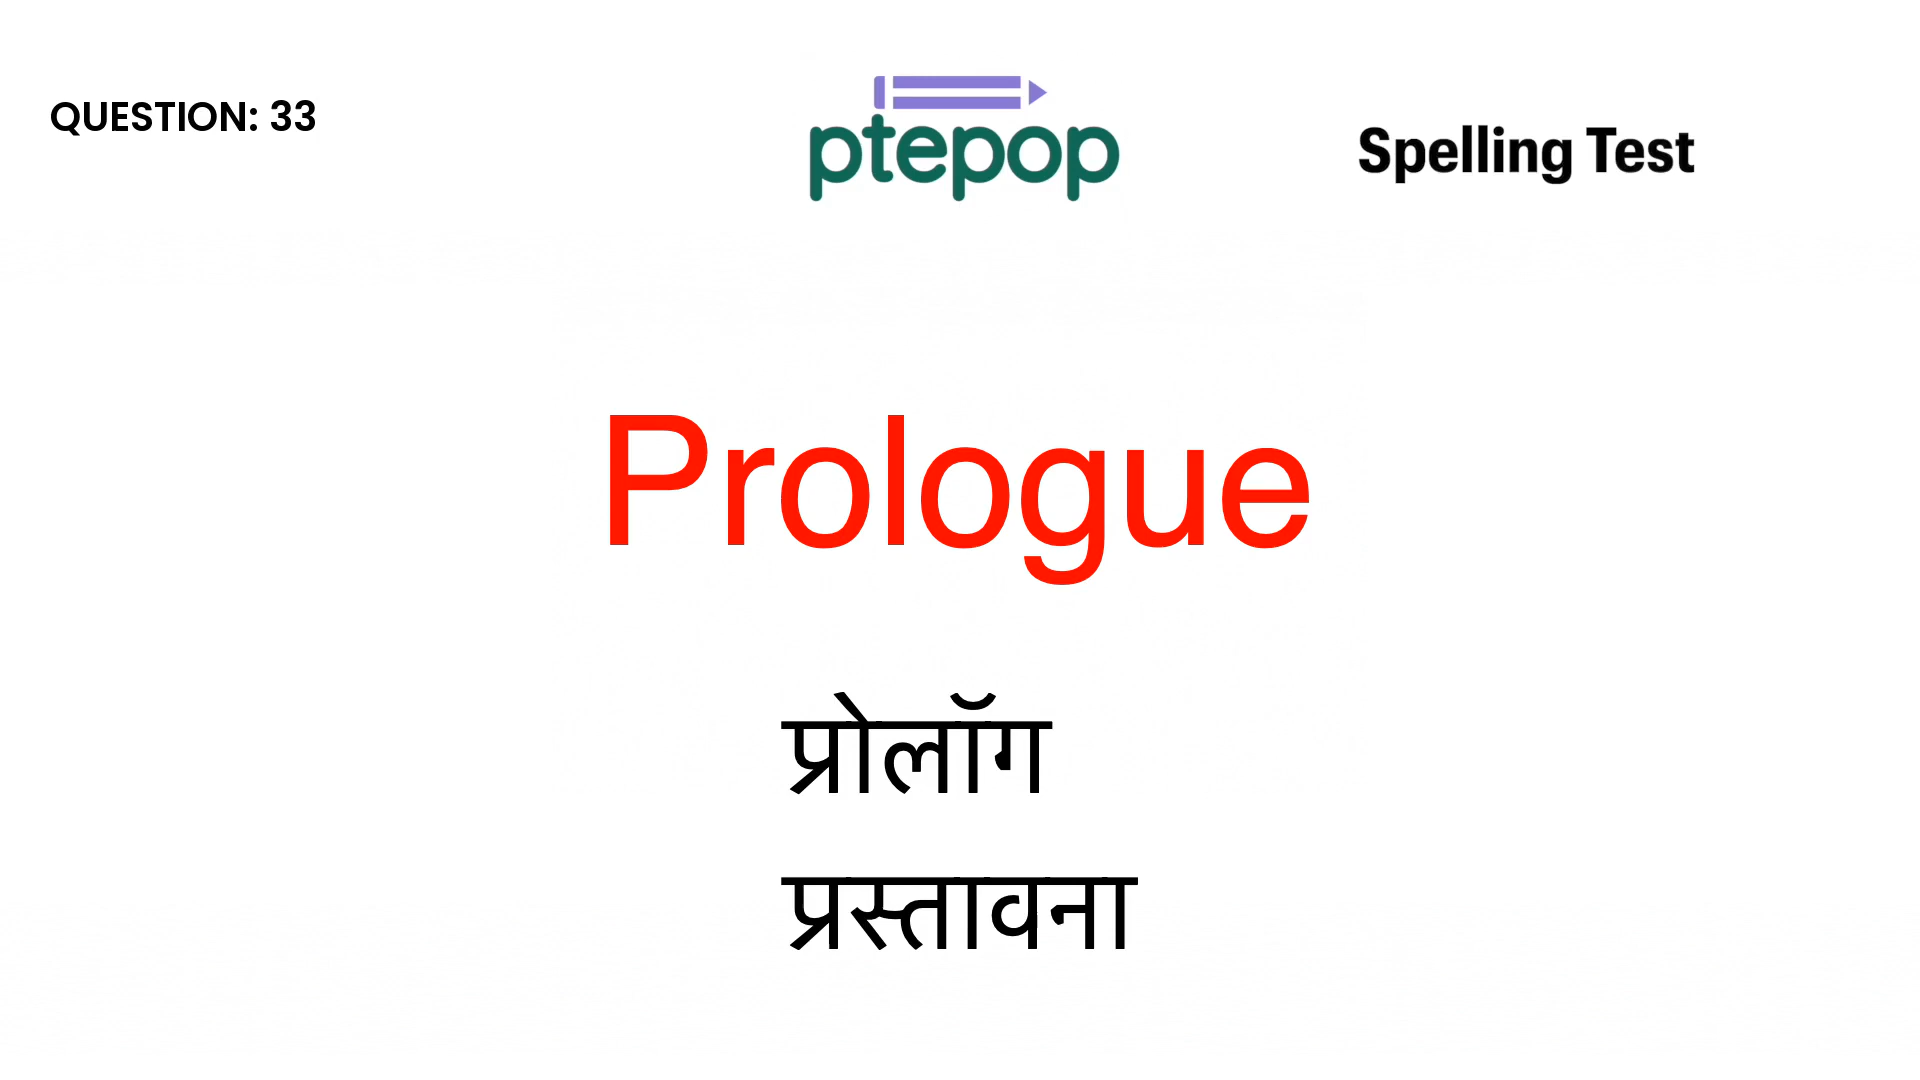 QUESTION: 33
ptepop
Spelling Test
Prologue
प्रोलॉग
प्रस्तावना